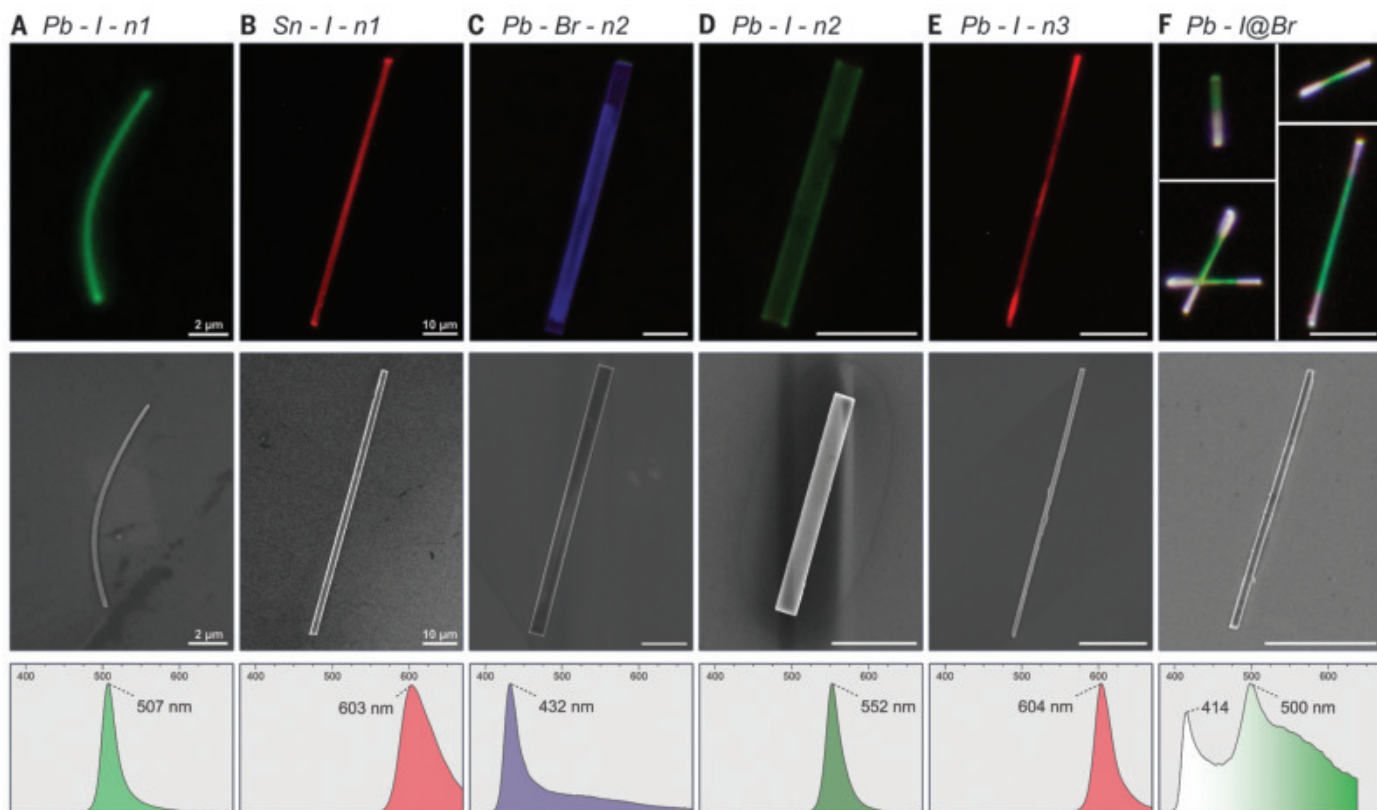 A Pb - I - n1
B Sn - I - n1
C Pb - Br - n2
D Pb - I - n2
E Pb - I - n3
F Pb - I@Br
2 μm
10 μm
2 μm
10 μm
400 500 600
507 nm
400 500 600
603 nm
400 500 600
432 nm
400 500 600
552 nm
400 500 600
604 nm
400 500 600
414
500 nm